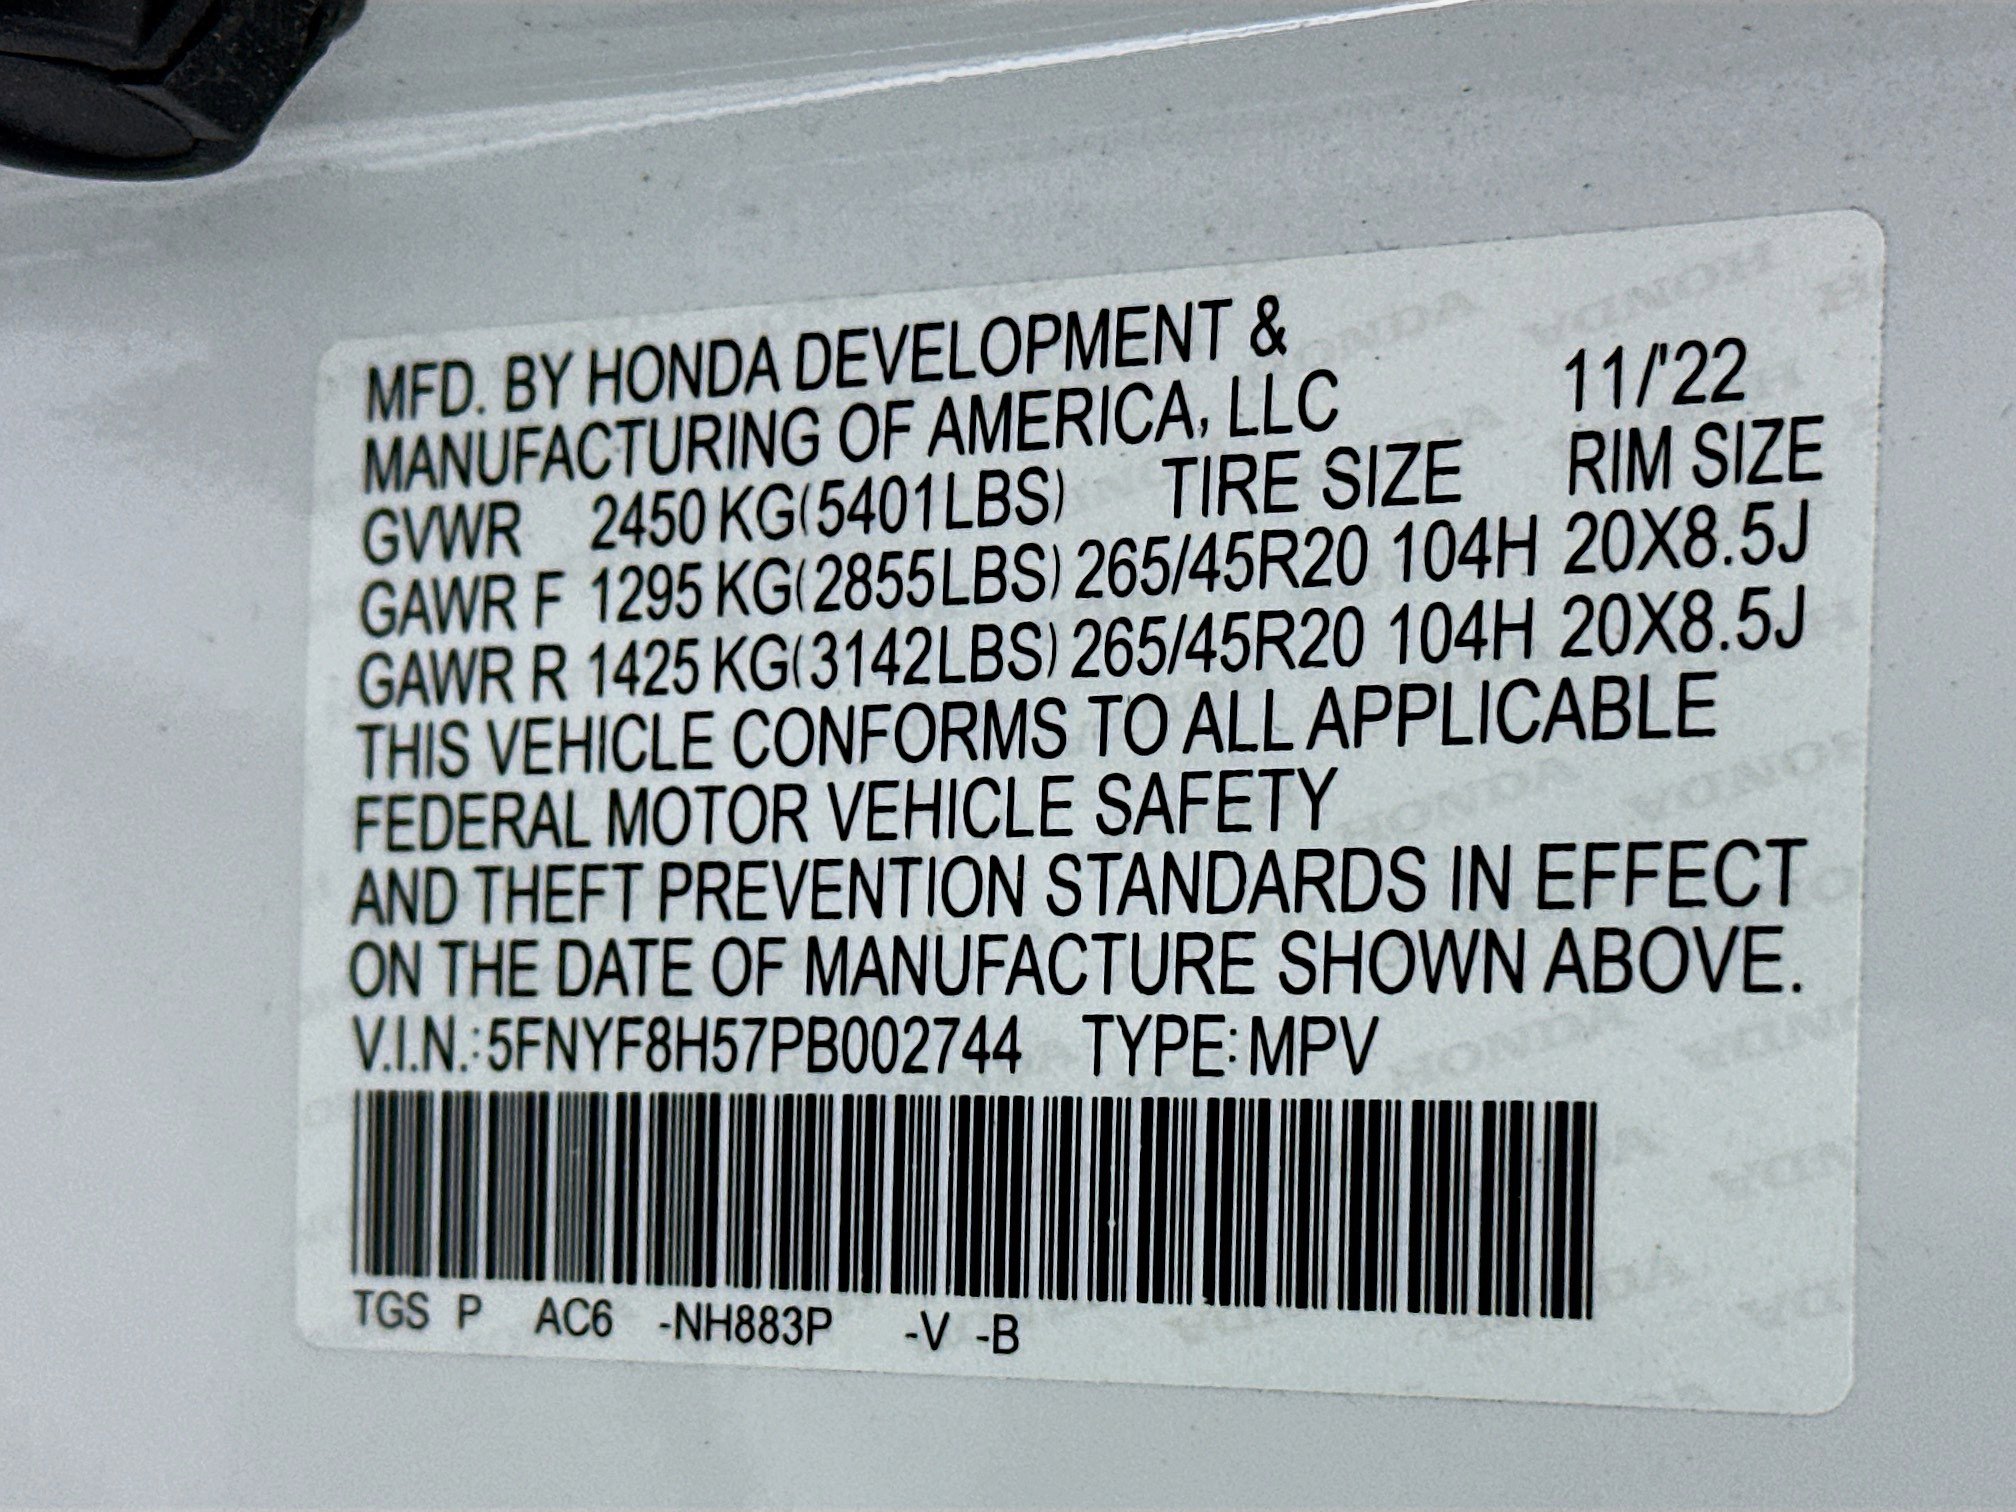 MFD. BY HONDA DEVELOPMENT &
MANUFACTURING OF AMERICA, LLC 11/'22
GVWR 2450 KG(5401LBS) TIRE SIZE RIM SIZE
GAWR F 1295 KG(2855LBS) 265/45R20 104H 20X8.5J
GAWR R 1425 KG(3142LBS) 265/45R20 104H 20X8.5J
THIS VEHICLE CONFORMS TO ALL APPLICABLE
FEDERAL MOTOR VEHICLE SAFETY
AND THEFT PREVENTION STANDARDS IN EFFECT
ON THE DATE OF MANUFACTURE SHOWN ABOVE.
V.I.N.: 5FNYF8H57PB002744 TYPE: MPV
TGS P AC6 -NH883P -V -B